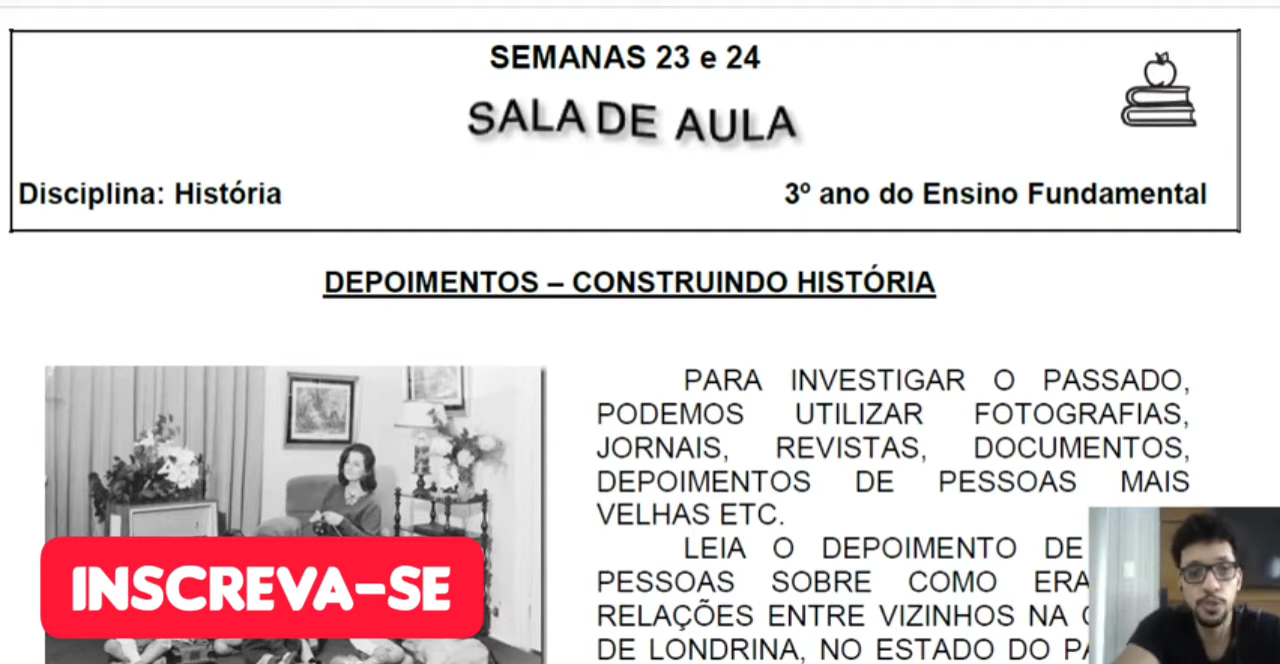 SEMANAS 23 e 24
SALA DE AULA
Disciplina: História
3º ano do Ensino Fundamental
DEPOIMENTOS – CONSTRUINDO HISTÓRIA
PARA INVESTIGAR O PASSADO,
PODEMOS UTILIZAR FOTOGRAFIAS,
JORNAIS, REVISTAS, DOCUMENTOS,
DEPOIMENTOS DE PESSOAS MAIS
VELHAS ETC.
LEIA O DEPOIMENTO DE
PESSOAS SOBRE COMO ERA
RELAÇÕES ENTRE VIZINHOS NA
DE LONDRINA, NO ESTADO DO
INSCREVA-SE